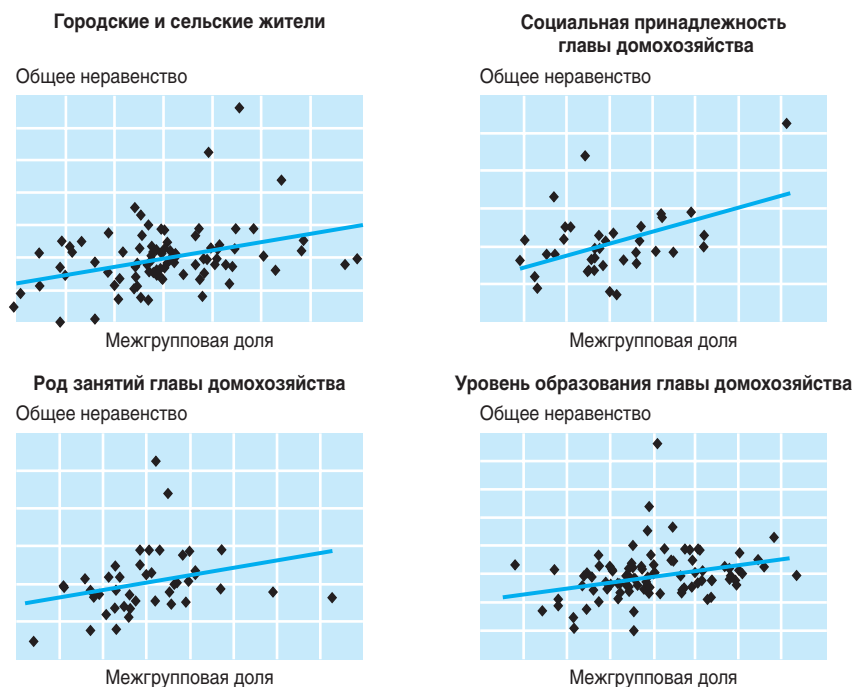 Городские и сельские жители
Общее неравенство
Межгрупповая доля
Социальная принадлежность
главы домохозяйства
Общее неравенство
Межгрупповая доля
Род занятий главы домохозяйства
Общее неравенство
Межгрупповая доля
Уровень образования главы домохозяйства
Общее неравенство
Межгрупповая доля